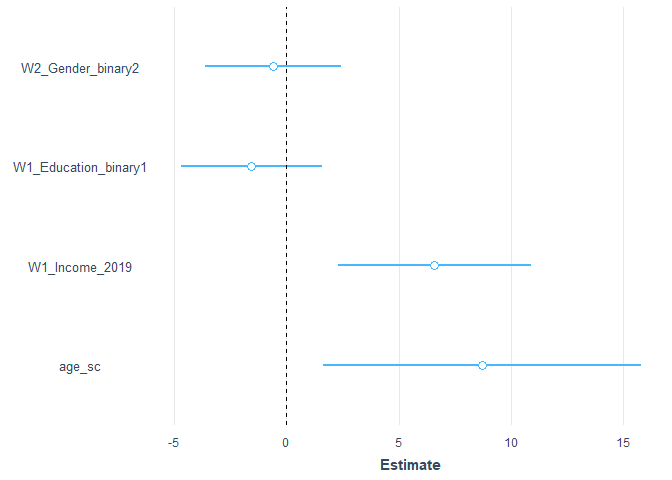 W2_Gender_binary2
W1_Education_binary1
W1_Income_2019
age_sc
-5 0 5 10 15
Estimate